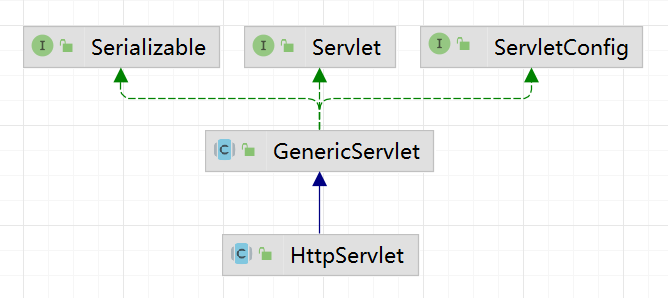 I Serializable
I Servlet
I ServletConfig
C GenericServlet
C HttpServlet